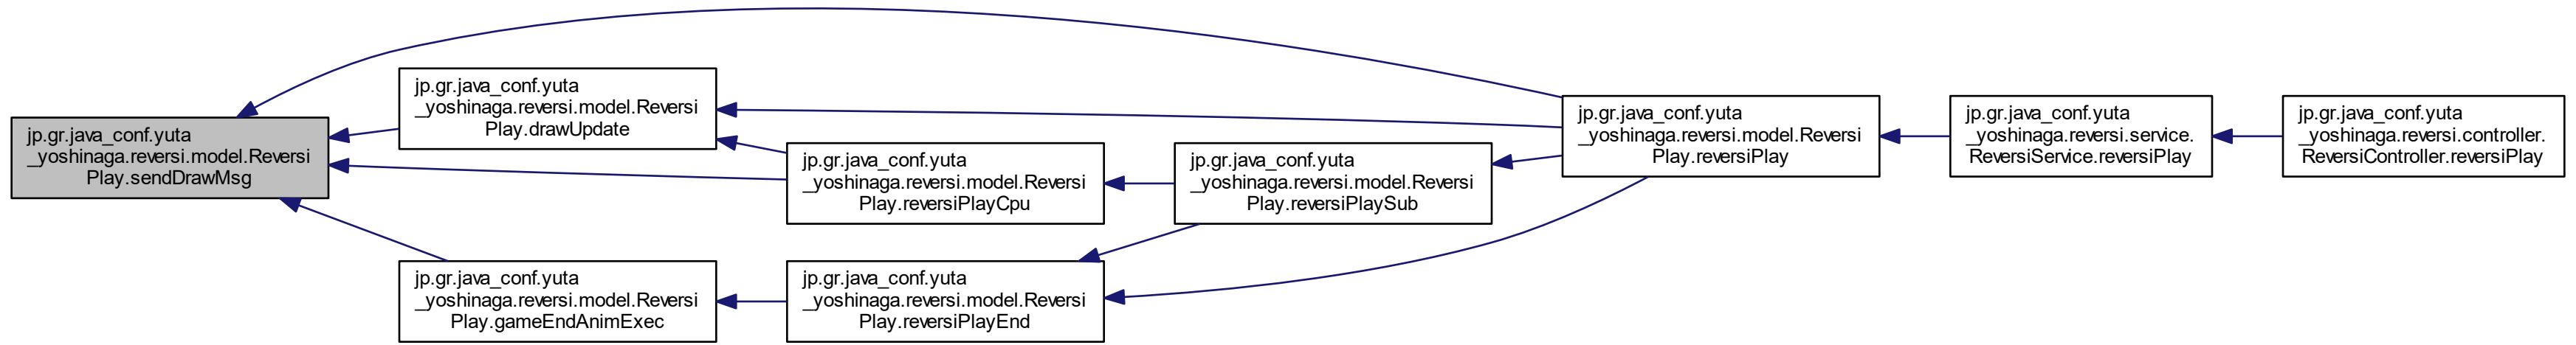 jp.gr.java_conf.yuta
_yoshinaga.reversi.model.Reversi
Play.sendDrawMsg
jp.gr.java_conf.yuta
_yoshinaga.reversi.model.Reversi
Play.drawUpdate
jp.gr.java_conf.yuta
_yoshinaga.reversi.model.Reversi
Play.gameEndAnimExec
jp.gr.java_conf.yuta
_yoshinaga.reversi.model.Reversi
Play.reversiPlayCpu
jp.gr.java_conf.yuta
_yoshinaga.reversi.model.Reversi
Play.reversiPlayEnd
jp.gr.java_conf.yuta
_yoshinaga.reversi.model.Reversi
Play.reversiPlaySub
jp.gr.java_conf.yuta
_yoshinaga.reversi.model.Reversi
Play.reversiPlay
jp.gr.java_conf.yuta
_yoshinaga.reversi.service.
ReversiService.reversiPlay
jp.gr.java_conf.yuta
_yoshinaga.reversi.controller.
ReversiController.reversiPlay